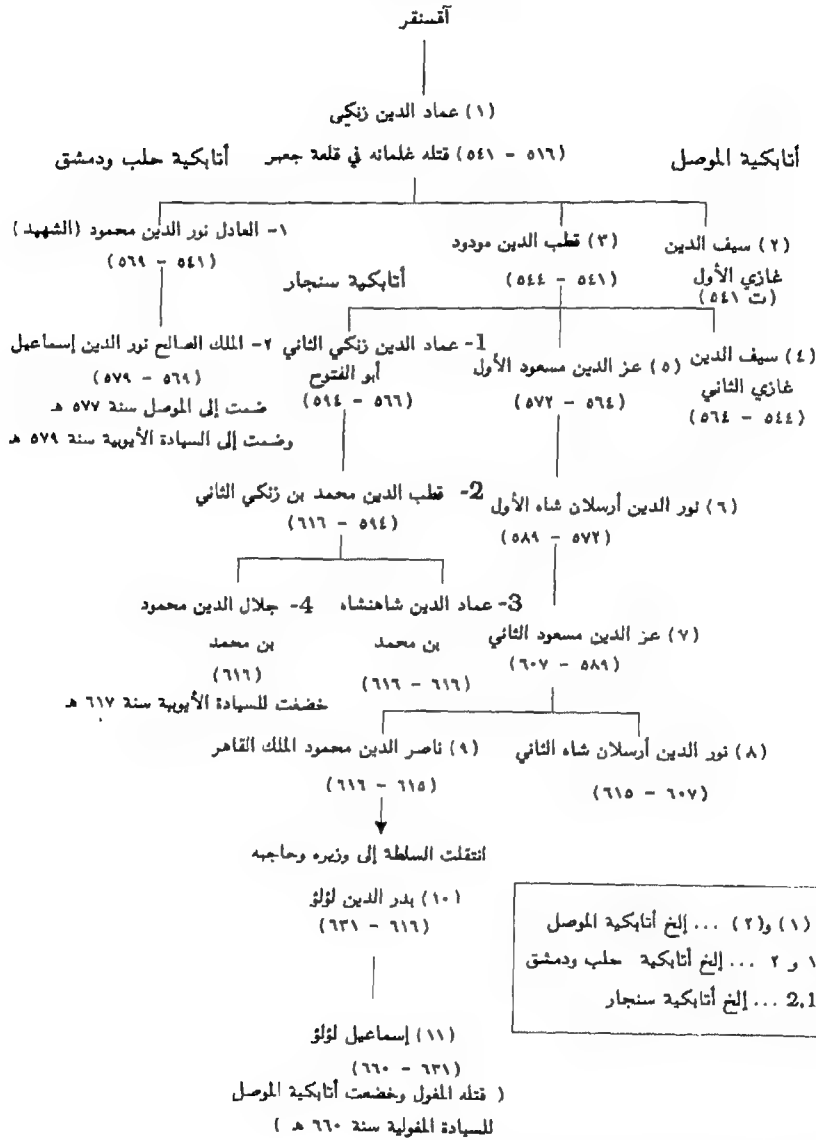 آقسنقر
(١) عماد الدين زنكي
(٥١٦ - ٥٤١) قتله غلمانه في قلعة جعبر
أتابكية الموصل
أتابكية حلب ودمشق
(٢) سيف الدين
غازي الأول
(ت ٥٤١)
(٣) قطب الدين مودود
(٥٤١ - ٥٤٤)
١- العادل نور الدين محمود (الشهيد)
(٥٤١ - ٥٦٩)
أتابكية سنجار
(٤) سيف الدين
غازي الثاني
(٥٤٤ - ٥٦٤)
(٥) عز الدين مسعود الأول
(٥٦٤ - ٥٧٢)
1- عماد الدين زنكي الثاني
أبو الفتوح
(٥٦٦ - ٥٩٤)
٢- الملك الصالح نور الدين إسماعيل
(٥٦٩ - ٥٧٩)
ضمت إلى الموصل سنة ٥٧٧ هـ
وضمت إلى السيادة الأيوبية سنة ٥٧٩ هـ
(٦) نور الدين أرسلان شاه الأول
(٥٧٢ - ٥٨٩)
2- قطب الدين محمد بن زنكي الثاني
(٥٩٤ - ٦١٦)
3- عماد الدين شاهنشاه
بن محمد
(٦١٦ - ٦١٦)
4- جلال الدين محمود
بن محمد
(٦١٦)
خضفت للسيادة الأيوبية سنة ٦١٧ هـ
(٧) عز الدين مسعود الثاني
(٥٨٩ - ٦٠٧)
(٨) نور الدين أرسلان شاه الثاني
(٦٠٧ - ٦١٥)
(٩) ناصر الدين محمود الملك القاهر
(٦١٥ - ٦١٦)
انتقلت السلطة إلى وزيره وحاجبه
(١٠) بدر الدين لؤلؤ
(٦١٦ - ٦٣١)
(١١) إسماعيل لؤلؤ
(٦٣١ - ٦٦٠)
( قتله المغول وخضعت أتابكية الموصل
للسيادة المغولية سنة ٦٦٠ هـ )
(١) و(٢) ... إلخ أتابكية الموصل
١ و ٢ ... إلخ أتابكية حلب ودمشق
2,1 ... إلخ أتابكية سنجار